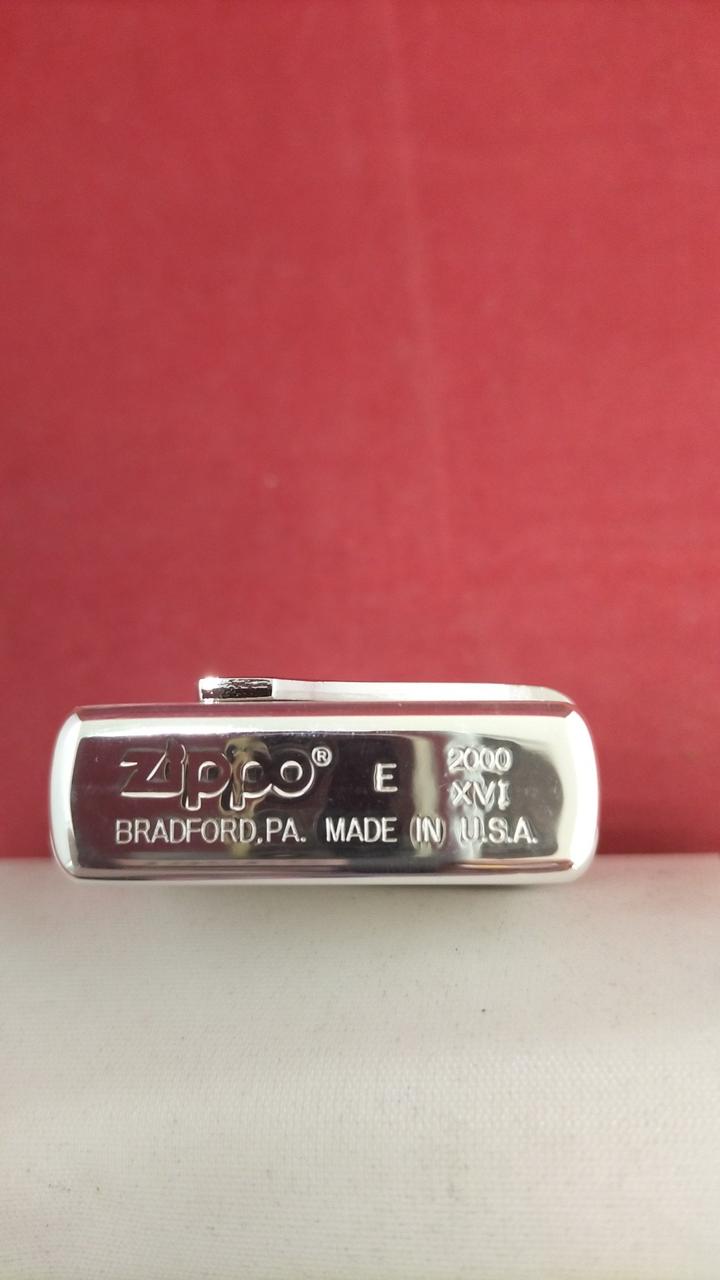 Zippo® E 2000
XVI
BRADFORD,PA. MADE IN U.S.A.